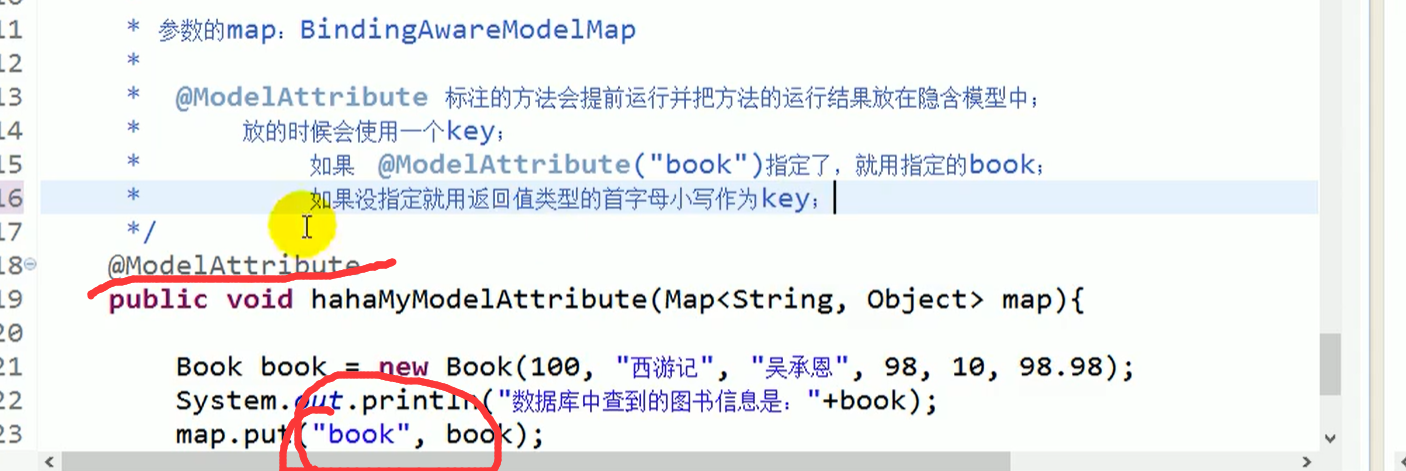 11 * 参数的map：BindingAwareModelMap
12 *
13 * @ModelAttribute 标注的方法会提前运行并把方法的运行结果放在隐含模型中；
14 * 放的时候会使用一个key；
15 * 如果 @ModelAttribute("book")指定了，就用指定的book；
16 * 如果没指定就用返回值类型的首字母小写作为key；
17 */
18 @ModelAttribute
19 public void hahaMyModelAttribute(Map<String, Object> map){
20
21 Book book = new Book(100, "西游记", "吴承恩", 98, 10, 98.98);
22 System.out.println("数据库中查到的图书信息是："+book);
23 map.put("book", book);